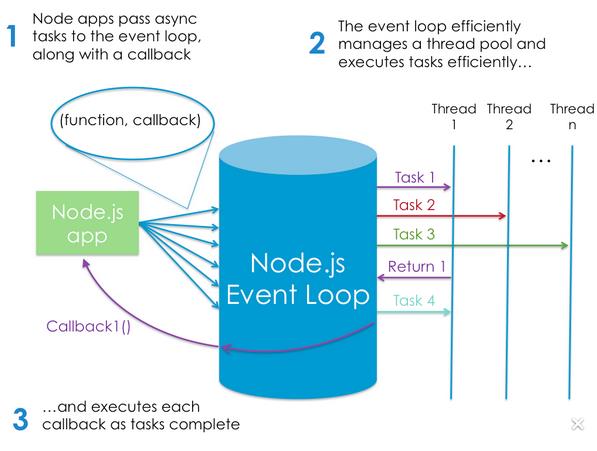 1
Node apps pass async
tasks to the event loop,
along with a callback
2
The event loop efficiently
manages a thread pool and
executes tasks efficiently…
(function, callback)
Thread
1
Thread
2
Thread
n
...
Node.js
app
Node.js
Event Loop
Task 1
Task 2
Task 3
Return 1
Task 4
Callback1()
3
…and executes each
callback as tasks complete